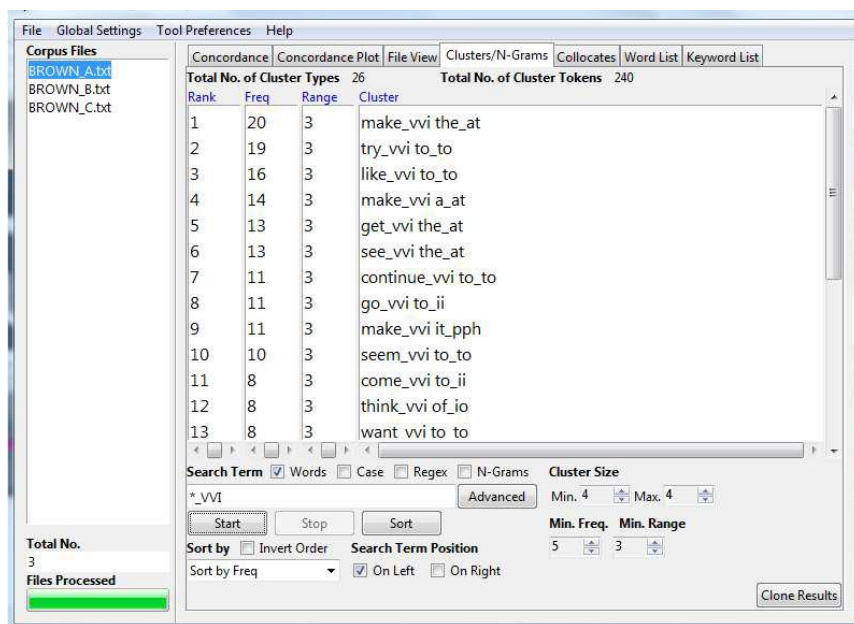 File Global Settings Tool Preferences Help
Corpus Files
BROWN_A.txt
BROWN_B.txt
BROWN_C.txt
Concordance Concordance Plot File View Clusters/N-Grams Collocates Word List Keyword List
Total No. of Cluster Types 26 Total No. of Cluster Tokens 240
Rank Freq Range Cluster
1 20 3 make_vvi the_at
2 19 3 try_vvi to_to
3 16 3 like_vvi to_to
4 14 3 make_vvi a_at
5 13 3 get_vvi the_at
6 13 3 see_vvi the_at
7 11 3 continue_vvi to_to
8 11 3 go_vvi to_ii
9 11 3 make_vvi it_pph
10 10 3 seem_vvi to_to
11 8 3 come_vvi to_ii
12 8 3 think_vvi of_io
13 8 3 want_vvi to_to
Search Term Words Case Regex N-Grams Cluster Size
*_VVI Advanced Min. 4 Max. 4
Start Stop Sort Min. Freq. Min. Range
Sort by Invert Order Search Term Position 5 3
Sort by Freq On Left On Right
Total No.
3
Files Processed
Clone Results